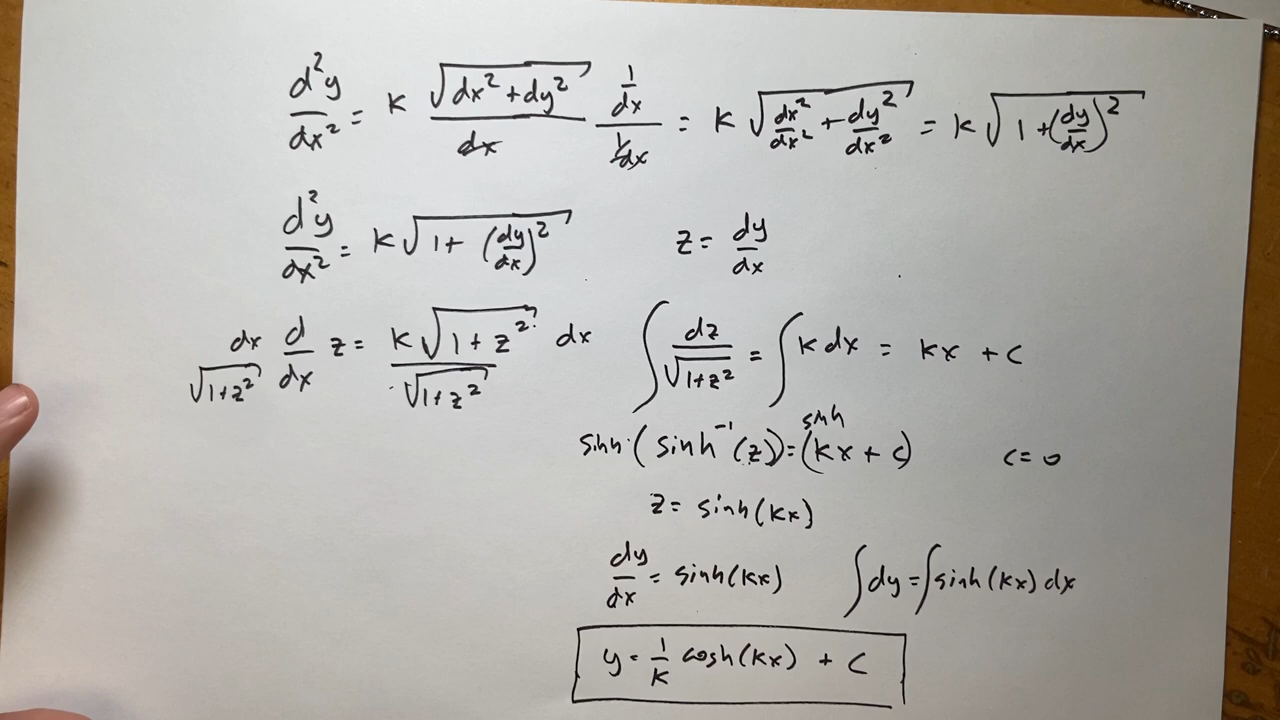 d²y/dx² = K √(dx² + dy²)/dx (1/dx)/(1/dx) = K √(dx²/dx² + dy²/dx²) = K √(1 + (dy/dx)²)
d²y/dx² = K √(1 + (dy/dx)²) z = dy/dx
dx/√(1+z²) d/dx z = K √(1+z²)/√(1+z²) dx ∫ dz/√(1+z²) = ∫ K dx = Kx + C
sinh (sinh⁻¹(z)) = sinh (Kx + C) C = 0
z = sinh(Kx)
dy/dx = sinh(Kx) ∫ dy = ∫ sinh(Kx) dx
y = 1/K cosh(Kx) + C